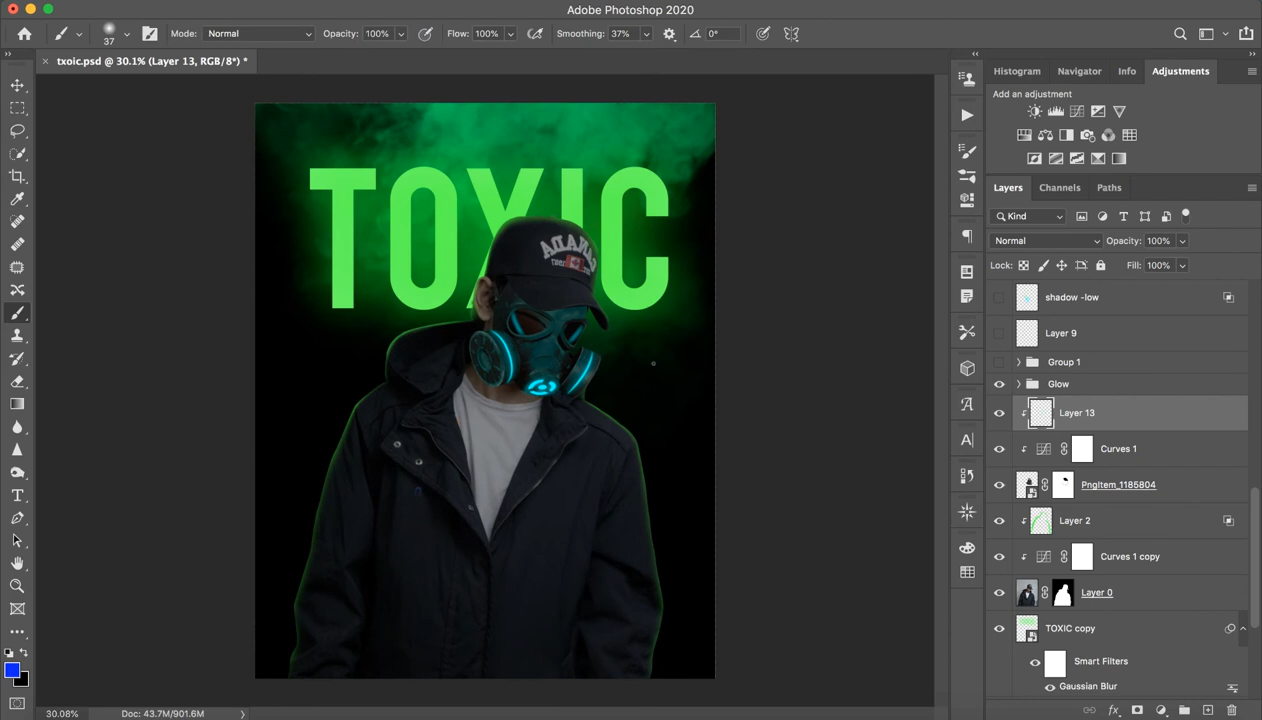 Adobe Photoshop 2020
37
Mode: Normal
Opacity: 100%
Flow: 100%
Smoothing: 37%
0°
txoic.psd @ 30.1% (Layer 13, RGB/8*) *
Histogram
Navigator
Info
Adjustments
Add an adjustment
TOXIC
CANADA
Layers
Channels
Paths
Kind
Normal
Opacity: 100%
Lock:
Fill: 100%
shadow -low
Layer 9
Group 1
Glow
Layer 13
Curves 1
PngItem_1185804
Layer 2
Curves 1 copy
Layer 0
TOXIC copy
Smart Filters
Gaussian Blur
30.08%
Doc: 43.7M/901.6M